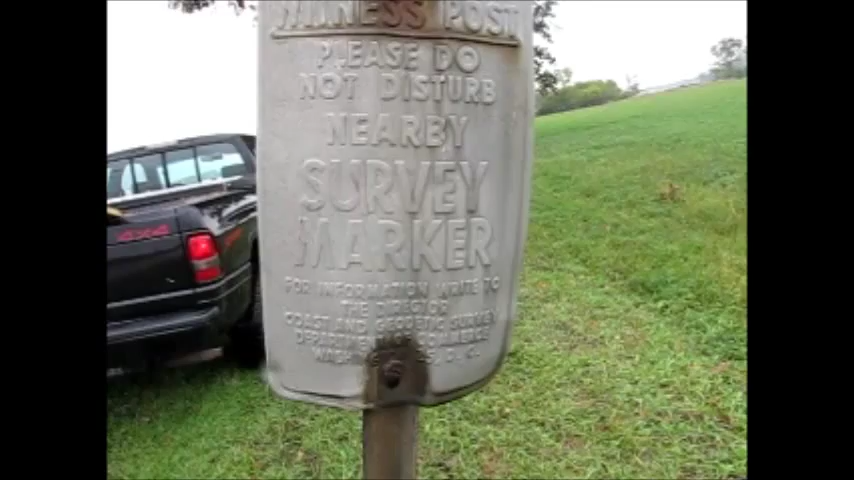 WITNESS POST
PLEASE DO
NOT DISTURB
NEARBY
SURVEY
MARKER
FOR INFORMATION WRITE TO
THE DIRECTOR
COAST AND GEODETIC SURVEY
DEPARTMENT OF COMMERCE
D. C.
4x4